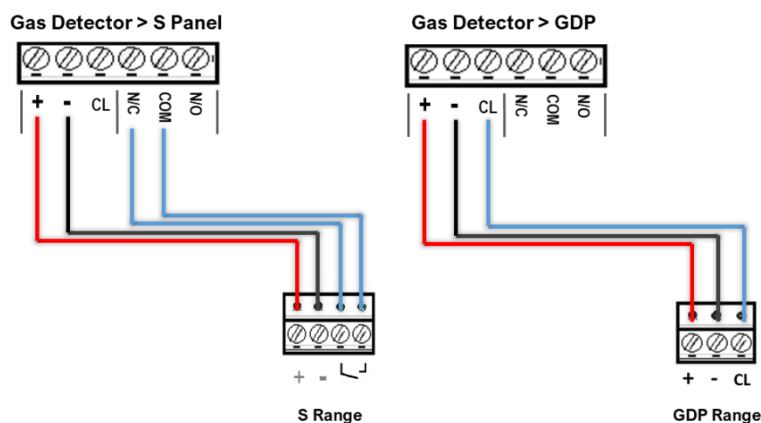 Gas Detector > S Panel
+ - CL N/C COM N/O
+ -
S Range
Gas Detector > GDP
+ - CL N/C COM N/O
+ - CL
GDP Range